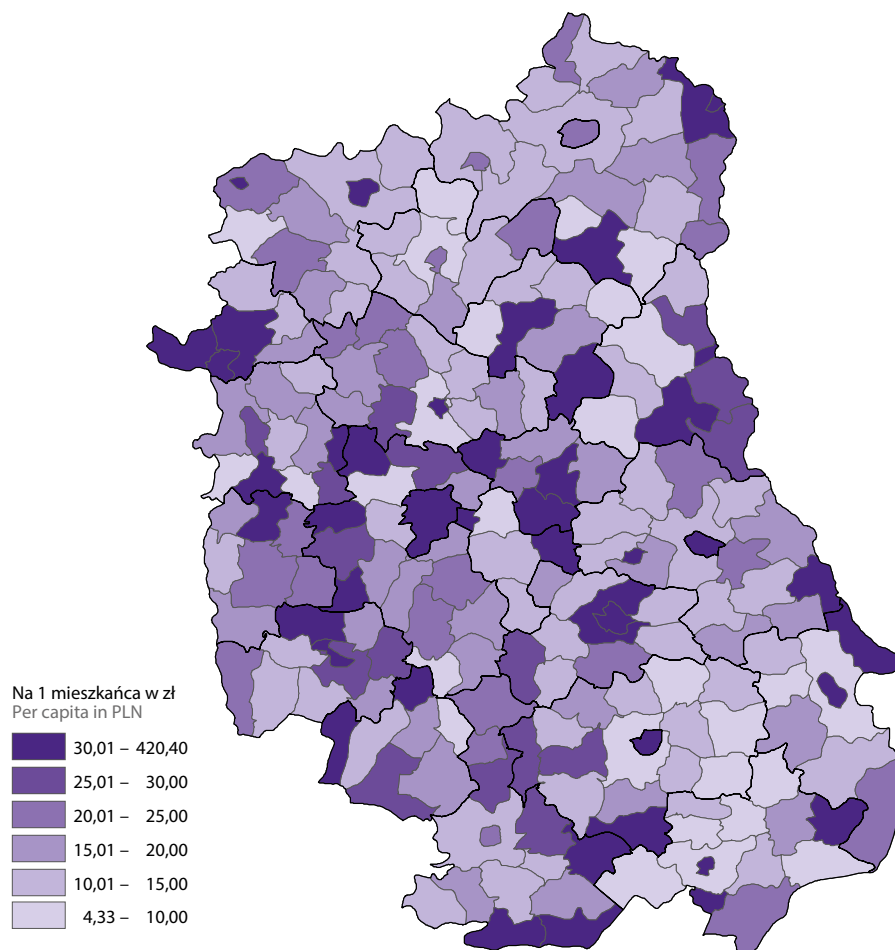 Na 1 mieszkańca w zł
Per capita in PLN
30,01 – 420,40
25,01 – 30,00
20,01 – 25,00
15,01 – 20,00
10,01 – 15,00
4,33 – 10,00